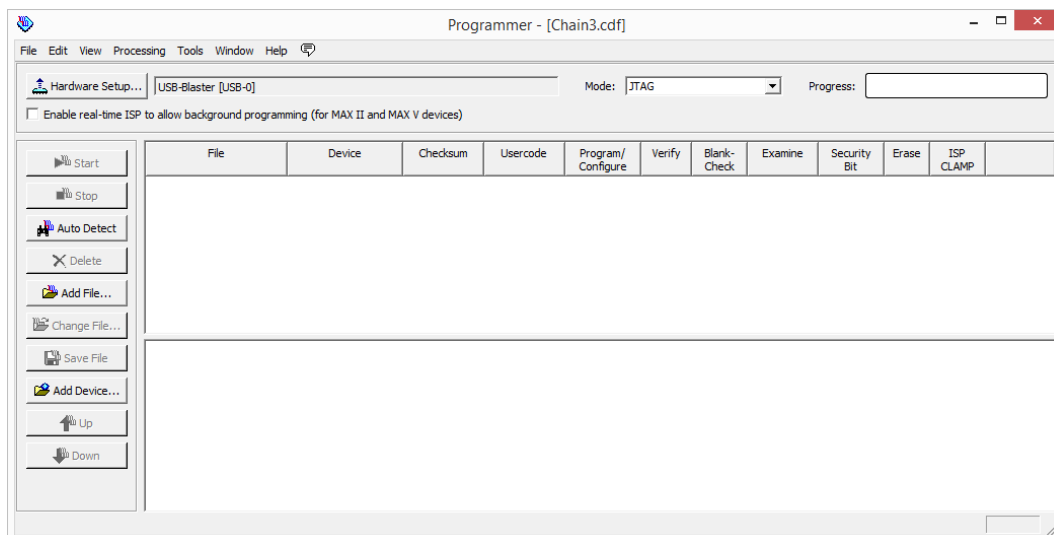 Programmer - [Chain3.cdf]
File Edit View Processing Tools Window Help
Hardware Setup... USB-Blaster [USB-0] Mode: JTAG Progress:
Enable real-time ISP to allow background programming (for MAX II and MAX V devices)
File Device Checksum Usercode Program/ Configure Verify Blank- Check Examine Security Bit Erase ISP CLAMP
Start
Stop
Auto Detect
Delete
Add File...
Change File...
Save File
Add Device...
Up
Down